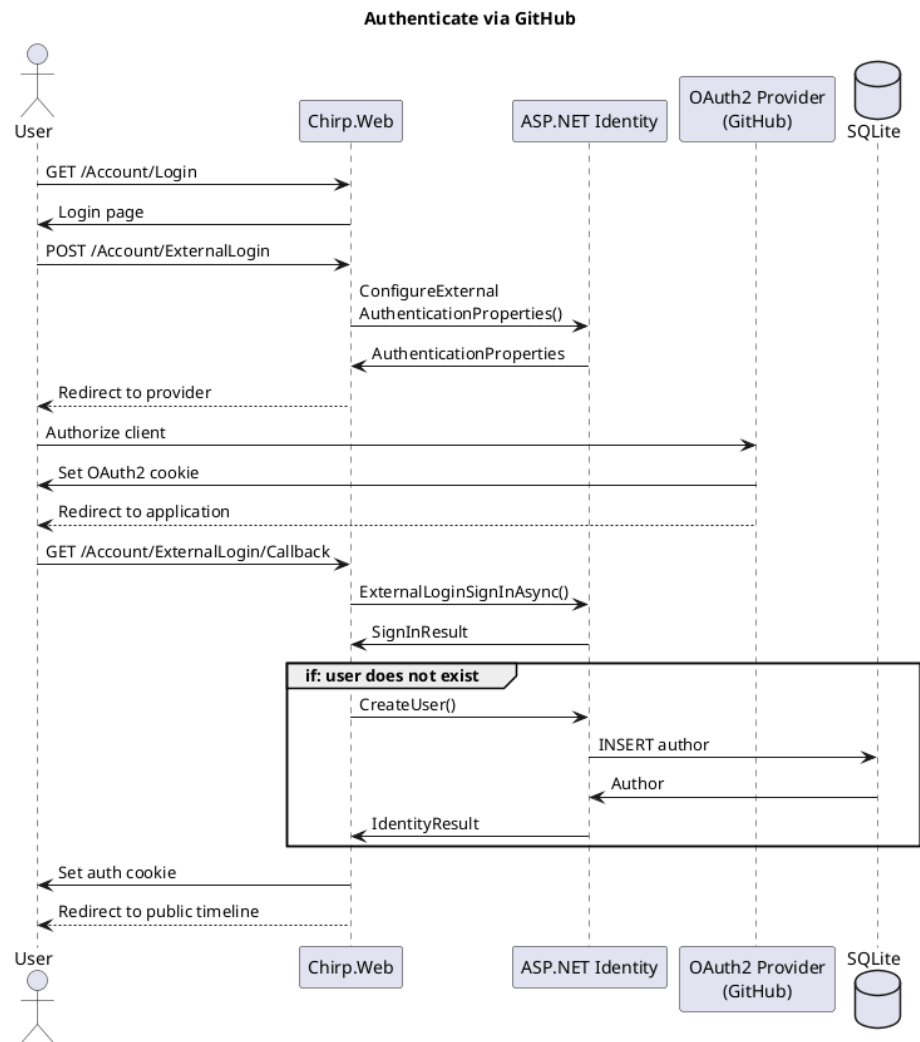 Authenticate via GitHub
User
Chirp.Web
ASP.NET Identity
OAuth2 Provider
(GitHub)
SQLite
GET /Account/Login
Login page
POST /Account/ExternalLogin
ConfigureExternal
AuthenticationProperties()
AuthenticationProperties
Redirect to provider
Authorize client
Set OAuth2 cookie
Redirect to application
GET /Account/ExternalLogin/Callback
ExternalLoginSignInAsync()
SignInResult
if: user does not exist
CreateUser()
INSERT author
Author
IdentityResult
Set auth cookie
Redirect to public timeline
User
Chirp.Web
ASP.NET Identity
OAuth2 Provider
(GitHub)
SQLite